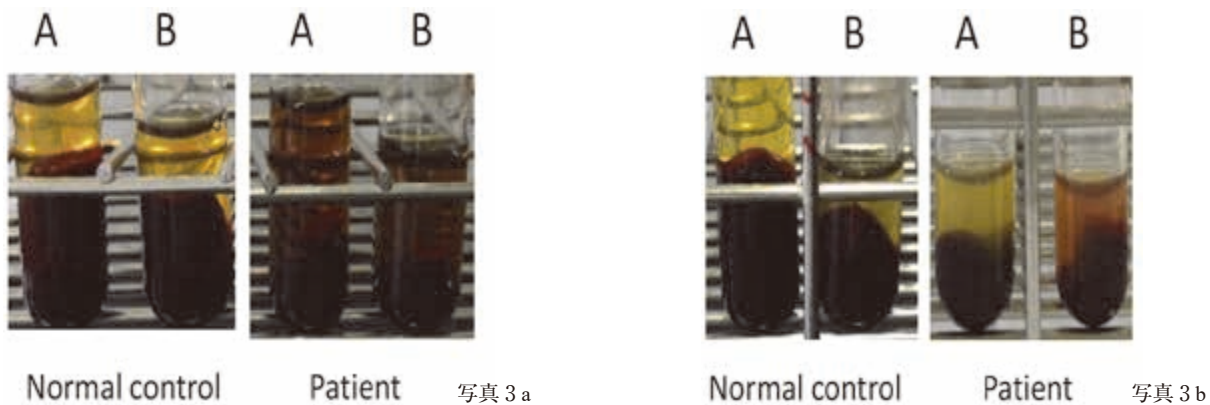 A B A B
Normal control Patient 写真 3 a
A B A B
Normal control Patient 写真 3 b